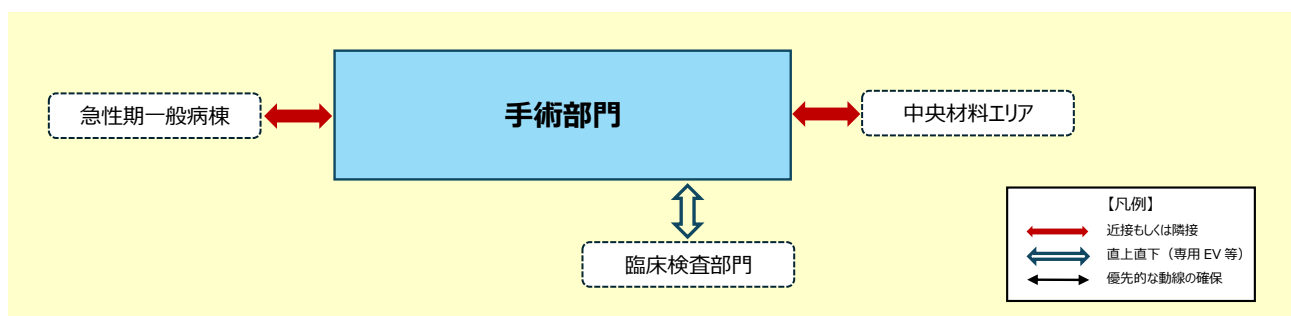 手術部門
急性期一般病棟
中央材料エリア
臨床検査部門
【凡例】
近接もしくは隣接
直上直下（専用 EV 等）
優先的な動線の確保